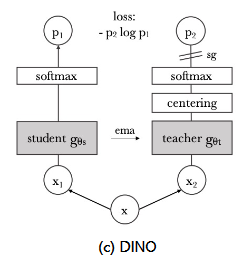 p₁
loss:
- p₂ log p₁
p₂
sg
softmax
softmax
centering
student gθs
ema
teacher gθt
x₁
x₂
x
(c) DINO